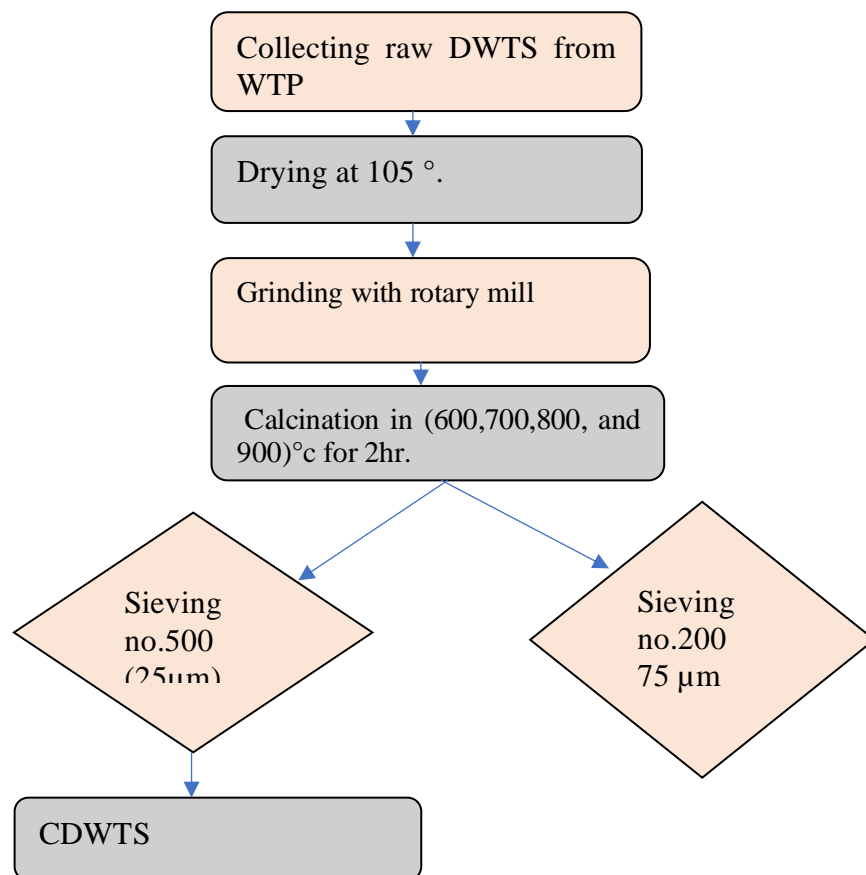 Collecting raw DWTS from
WTP
Drying at 105 °.
Grinding with rotary mill
Calcination in (600,700,800, and
900)°c for 2hr.
Sieving
no.500
(25µm)
Sieving
no.200
75 µm
CDWTS